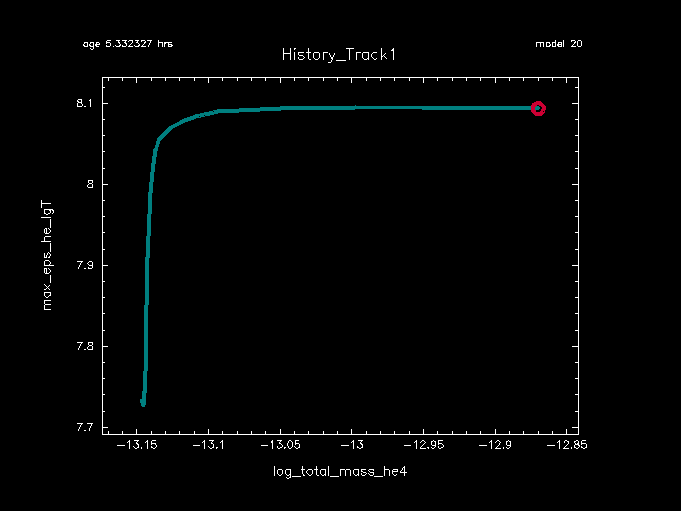 age 5.332327 hrs
model 20
History_Track1
8.1
8
7.9
7.8
7.7
max_eps_he_lgT
−13.15
−13.1
−13.05
−13
−12.95
−12.9
−12.85
log_total_mass_he4